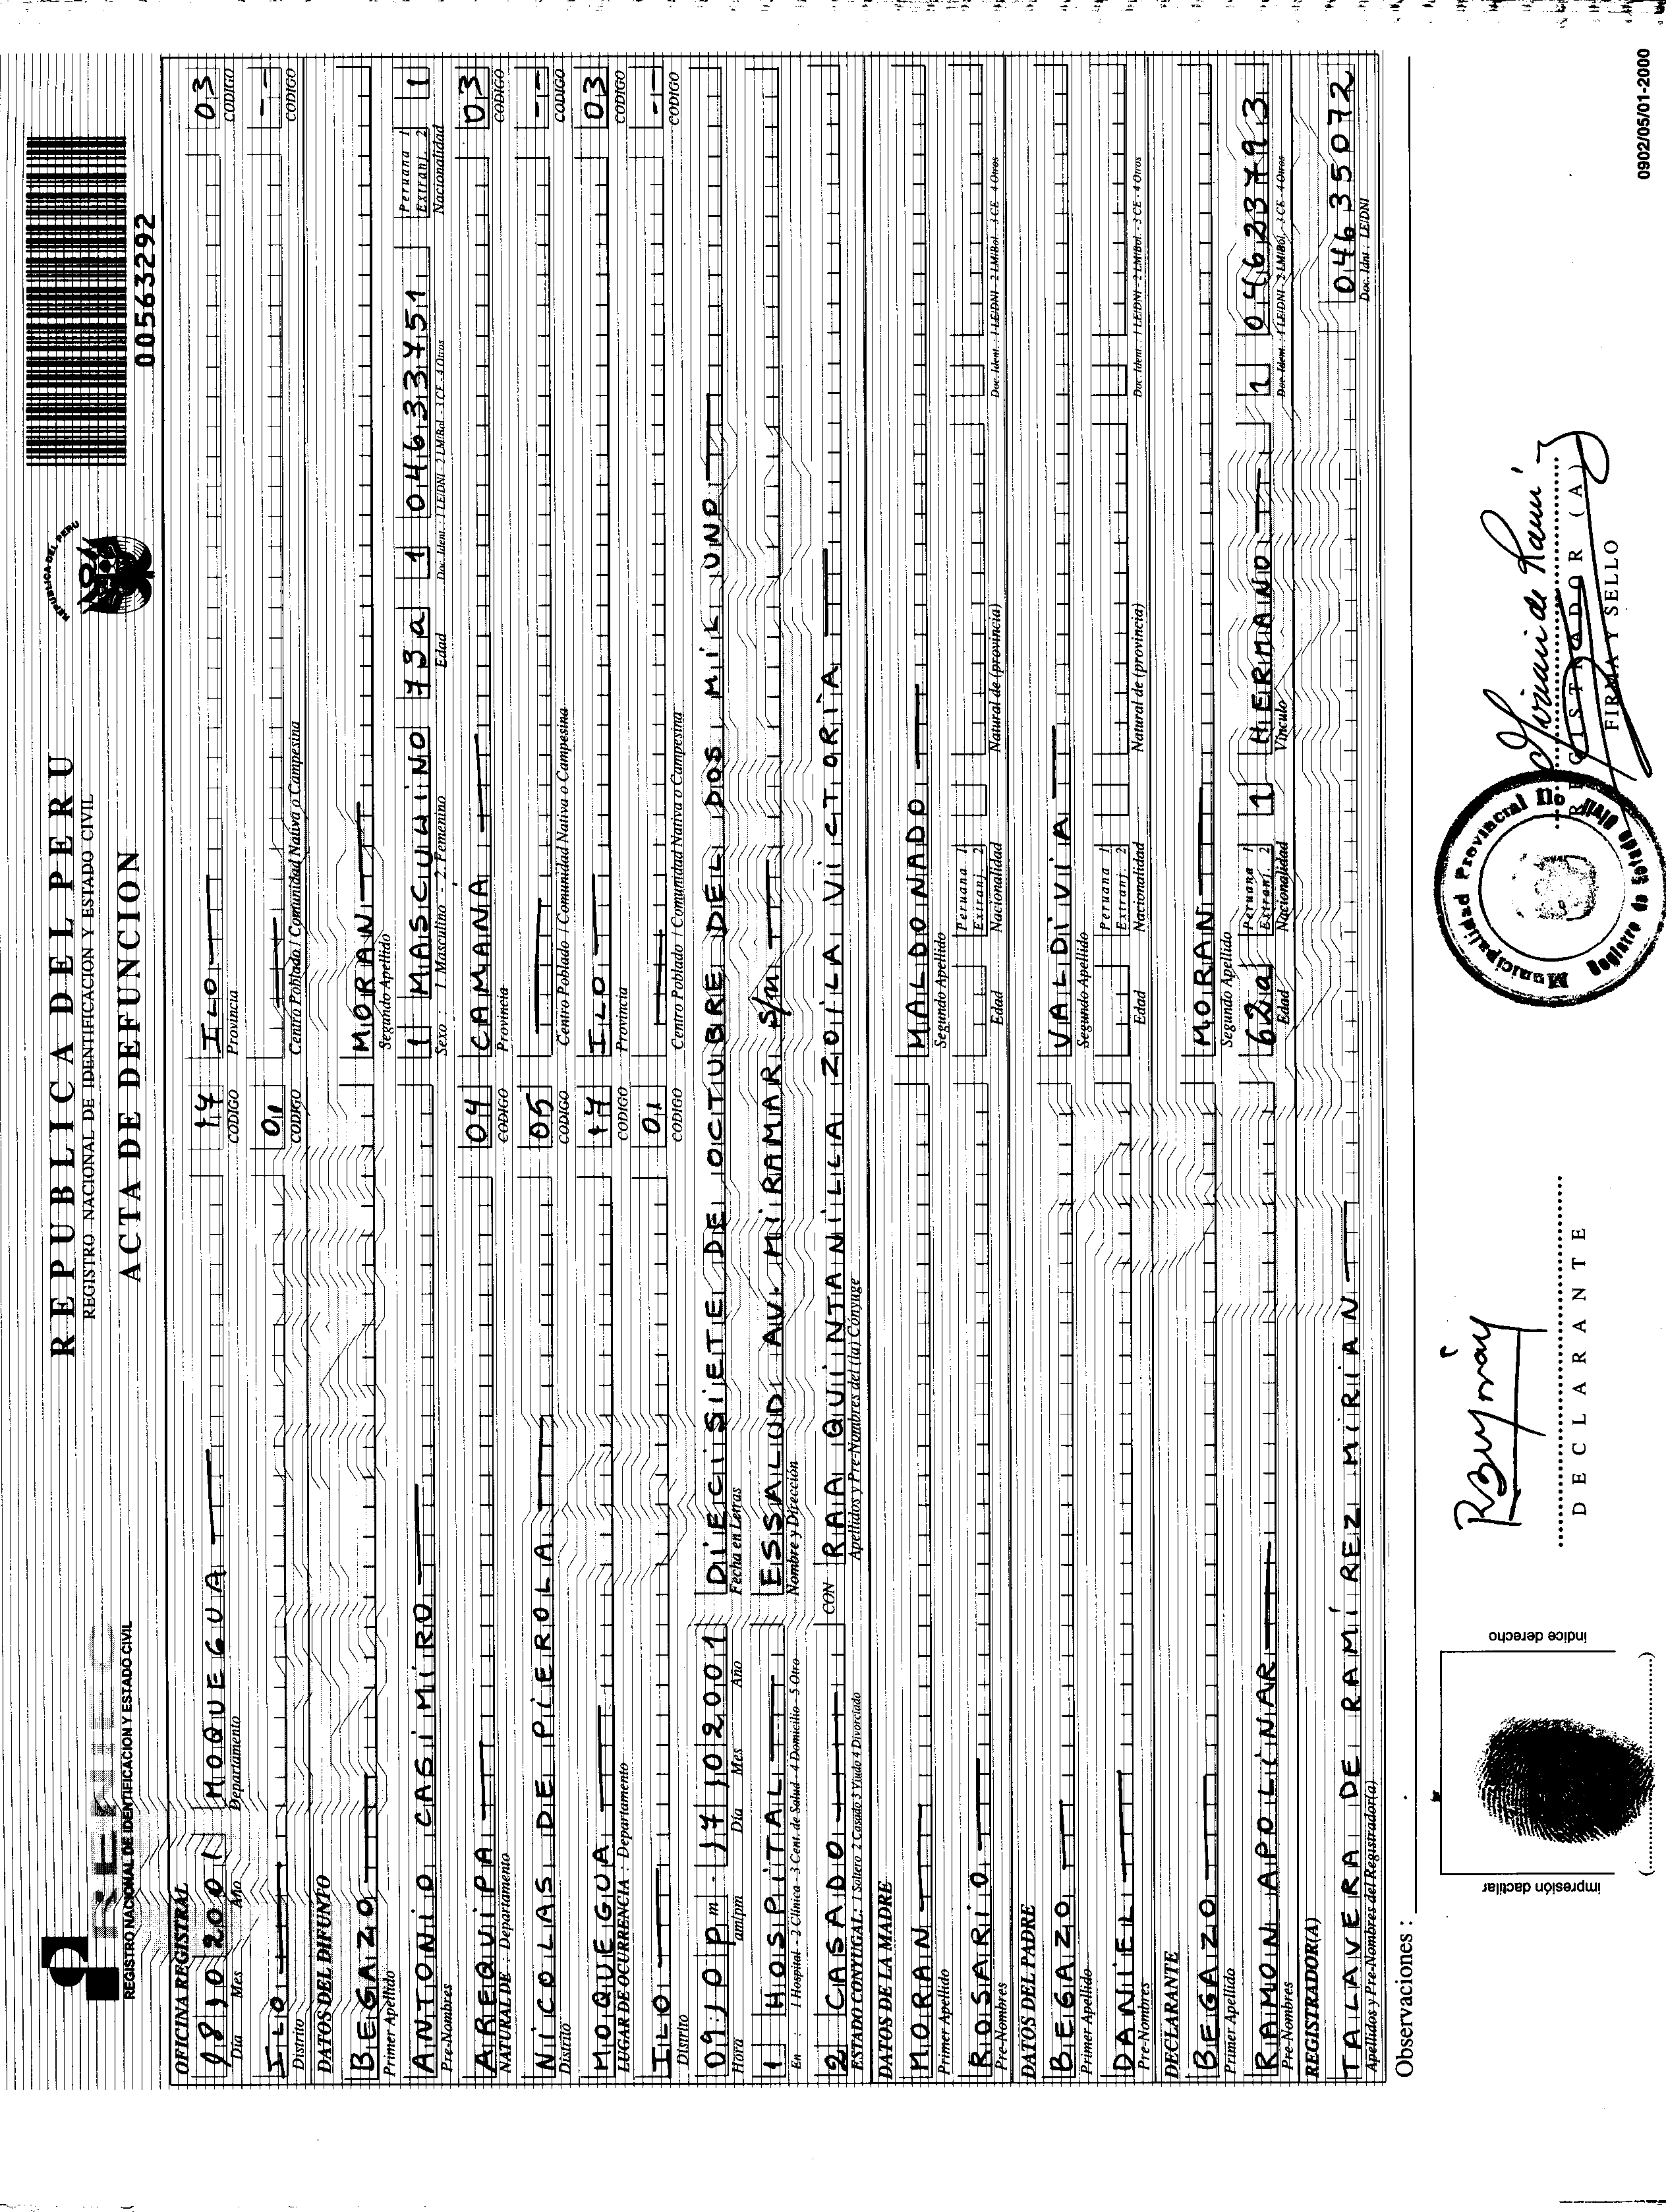 RENIEC
REGISTRO NACIONAL DE IDENTIFICACION Y ESTADO CIVIL
REPUBLICA DEL PERU
REGISTRO NACIONAL DE IDENTIFICACION Y ESTADO CIVIL
ACTA DE DEFUNCION
REPUBLICA DEL PERU
00563292
OFICINA REGISTRAL
18 10 2001 MOQUEGUA 17 ILO 03
Día Mes Año Departamento CODIGO Provincia CODIGO
ILO 01 --
Distrito CODIGO Centro Poblado / Comunidad Nativa o Campesina CODIGO
DATOS DEL DIFUNTO
BEGAZO MORAN
Primer Apellido Segundo Apellido
ANTONIO CASIMIRO 1 MASCULINO 73a 1 04633751 Peruana 1 Extranj. 2 1
Pre-Nombres Sexo : 1 Masculino - 2. Femenino Edad Doc. Ident. : 1 LE/DNI - 2 LM/Bol. - 3 CE - 4 Otros Nacionalidad
AREQUIPA 04 CAMANA 03
NATURAL DE : Departamento CODIGO Provincia CODIGO
NICOLAS DE PIEROLA 05 --
Distrito CODIGO Centro Poblado / Comunidad Nativa o Campesina CODIGO
MOQUEGUA 17 ILO 03
LUGAR DE OCURRENCIA : Departamento CODIGO Provincia CODIGO
ILO 01 --
Distrito CODIGO Centro Poblado / Comunidad Nativa o Campesina CODIGO
09:10 Pm. 17 10 2001 DIECISIETE DE OCTUBRE DEL DOS MIL UNO
Hora am/pm Día Mes Año Fecha en Letras
1 HOSPITAL ESSALUD AV. MIRAMAR S/N
En : 1 Hospital - 2 Clínica - 3 Cent. de Salud - 4 Domicilio - 5 Otro Nombre y Dirección
2 CASADO CON RAA QUINTANILLA ZOILA VICTORIA
ESTADO CONYUGAL: 1 Soltero 2 Casado 3 Viudo 4 Divorciado Apellidos y Pre-Nombres del (la) Cónyuge
DATOS DE LA MADRE
MORAN MALDONADO
Primer Apellido Segundo Apellido
ROSARIO Peruana 1 Extranj. 2
Pre-Nombres Edad Nacionalidad Natural de (provincia) Doc. Ident. : 1 LE/DNI - 2 LM/Bol. - 3 CE - 4 Otros
DATOS DEL PADRE
BEGAZO VALDIVIA
Primer Apellido Segundo Apellido
DANIEL Peruana 1 Extranj. 2
Pre-Nombres Edad Nacionalidad Natural de (provincia) Doc. Ident. : 1 LE/DNI - 2 LM/Bol. - 3 CE - 4 Otros
DECLARANTE
BEGAZO MORAN
Primer Apellido Segundo Apellido
RAMON APOLINAR 62a Peruana 1 Extranj. 2 1 HERMANO 1 04623793
Pre-Nombres Edad Nacionalidad Vínculo Doc. Ident. : 1 LE/DNI - 2 LM/Bol. - 3 CE - 4 Otros
REGISTRADOR(A)
TALAVERA DE RAMIREZ MIRIAN 04635072
Apellidos y Pre-Nombres del Registrador(a) Doc. Idnt : LE/DNI
Observaciones :
impresión dactilar
índice derecho
DECLARANTE
Municipalidad Provincial Ilo
Registro de Estado Civil
REGISTRADOR (A)
FIRMA Y SELLO
0902/05/01-2000